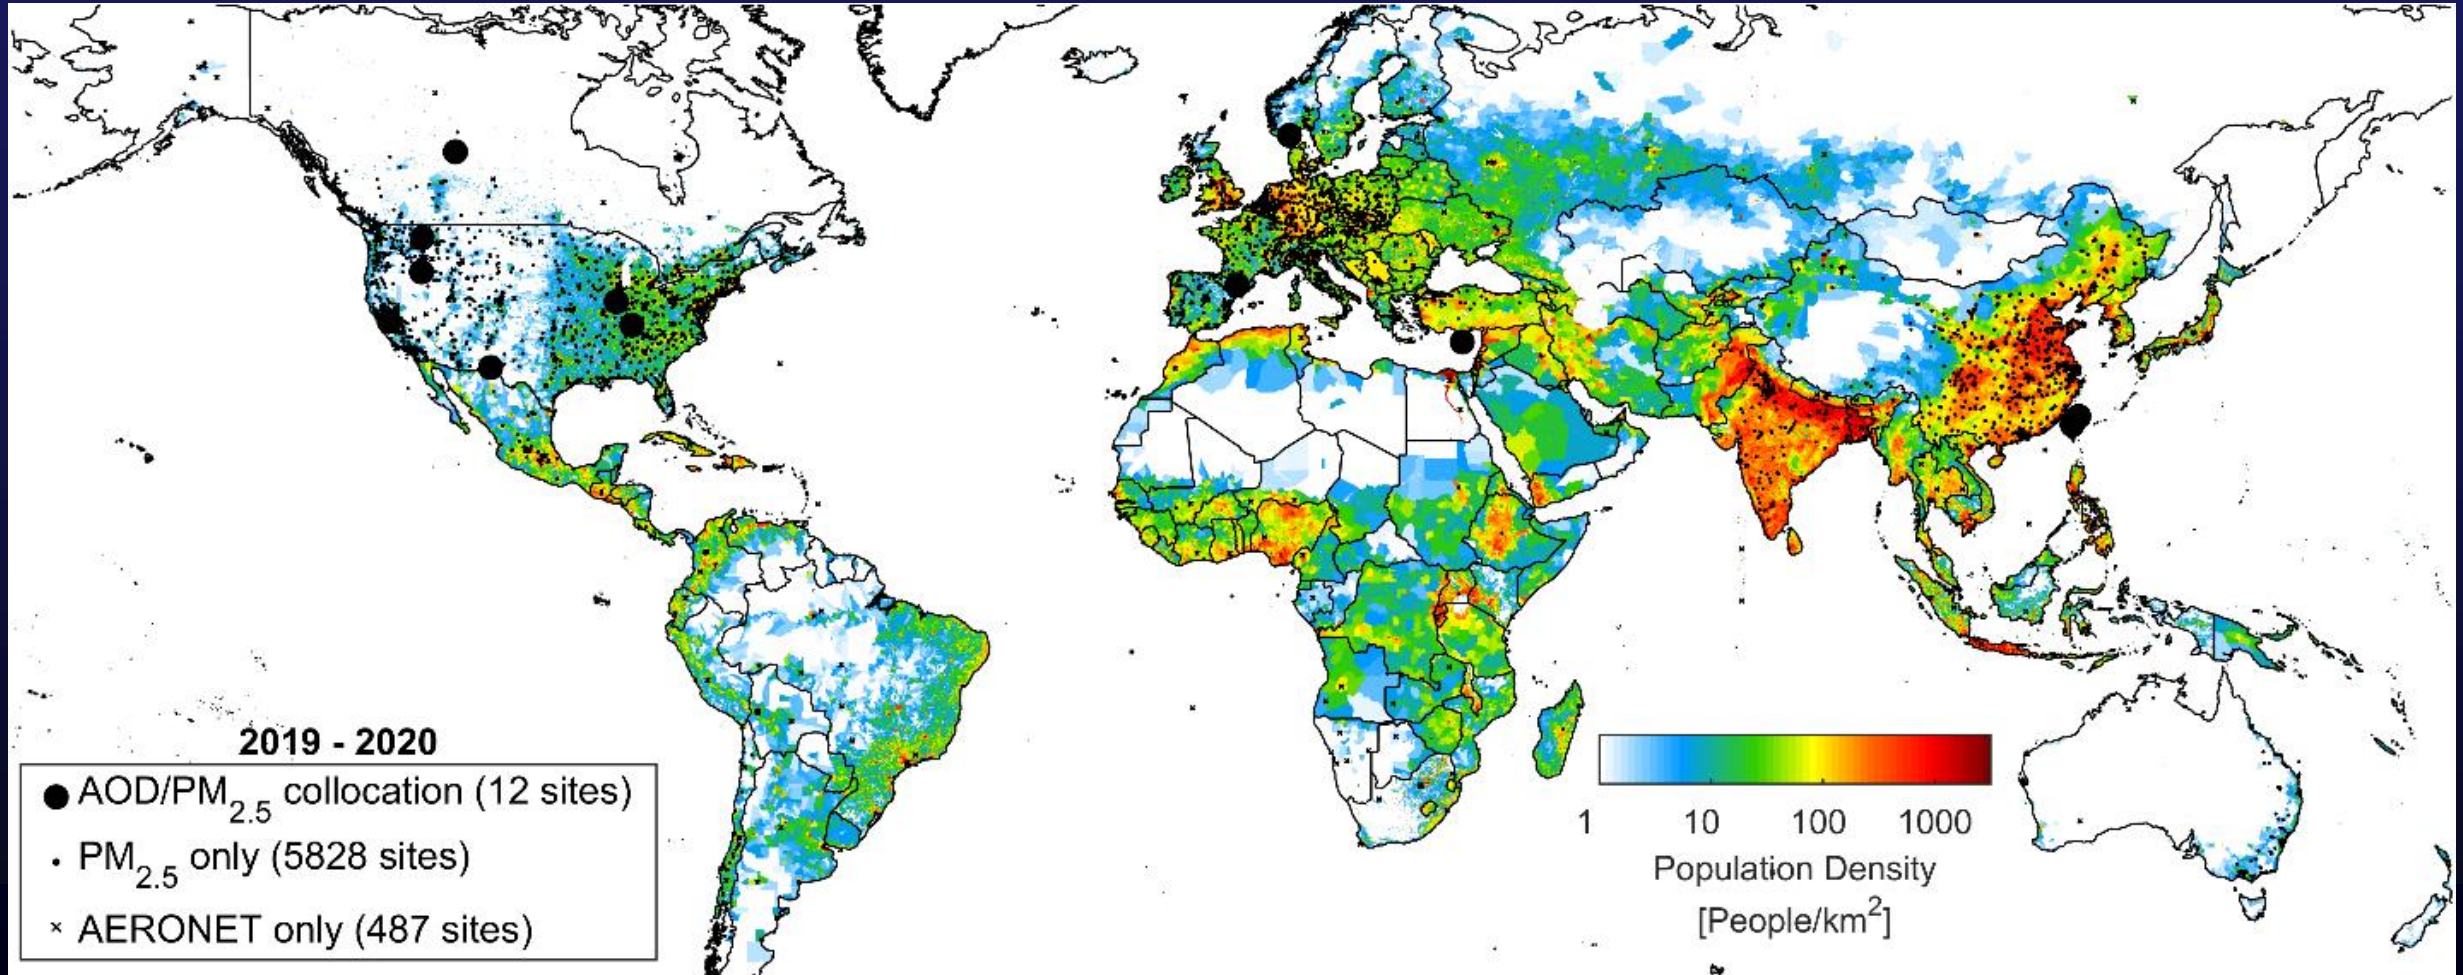 2019 - 2020
AOD/PM2.5 collocation (12 sites)
PM2.5 only (5828 sites)
AERONET only (487 sites)
1 10 100 1000
Population Density
[People/km2]